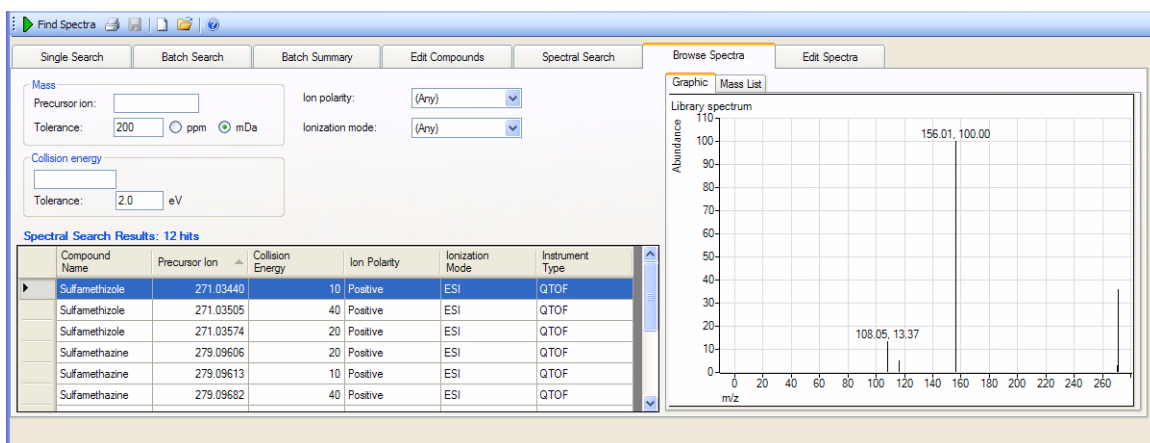 Find Spectra
Single Search Batch Search Batch Summary Edit Compounds Spectral Search Browse Spectra Edit Spectra
Mass
Precursor ion:
Tolerance: 200 ppm mDa
Ion polarity: (Any)
Ionization mode: (Any)
Collision energy
Tolerance: 2.0 eV
Spectral Search Results: 12 hits
Compound Name Precursor Ion Collision Energy Ion Polarity Ionization Mode Instrument Type
Sulfamethizole 271.03440 10 Positive ESI QTOF
Sulfamethizole 271.03505 40 Positive ESI QTOF
Sulfamethizole 271.03574 20 Positive ESI QTOF
Sulfamethazine 279.09606 20 Positive ESI QTOF
Sulfamethazine 279.09613 10 Positive ESI QTOF
Sulfamethazine 279.09682 40 Positive ESI QTOF
Graphic Mass List
Library spectrum
Abundance
110
100
90
80
70
60
50
40
30
20
10
0
156.01, 100.00
108.05, 13.37
0 20 40 60 80 100 120 140 160 180 200 220 240 260
m/z